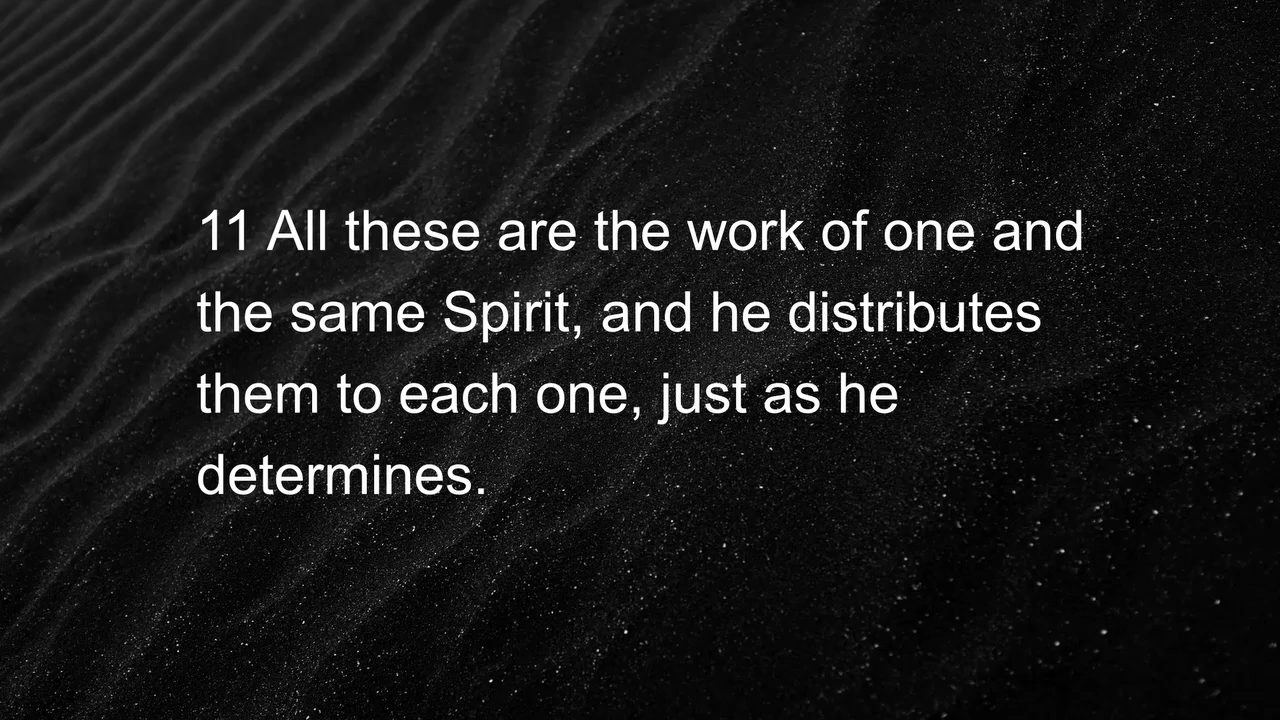 11 All these are the work of one and
the same Spirit, and he distributes
them to each one, just as he
determines.